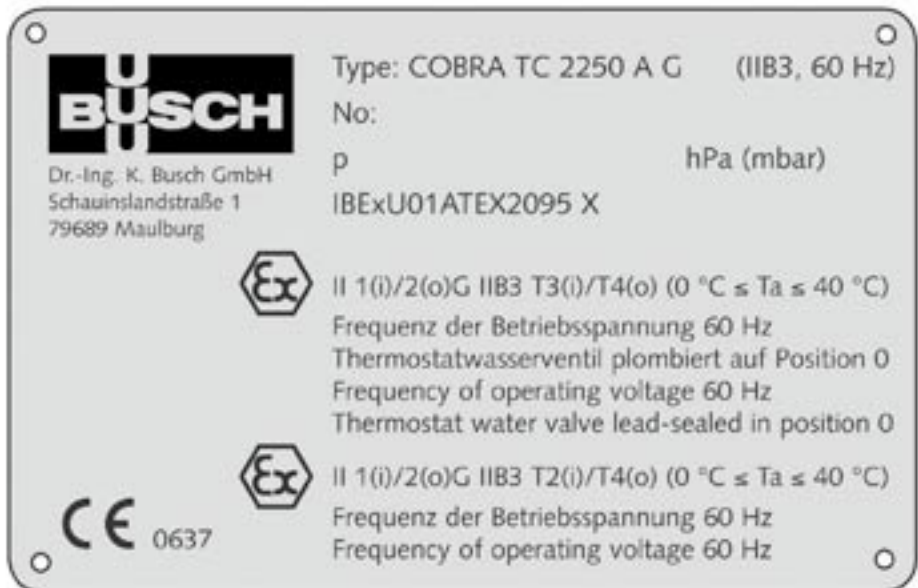 BUSCH
U
U
U
Dr.-Ing. K. Busch GmbH
Schauinslandstraße 1
79689 Maulburg
Type: COBRA TC 2250 A G (IIB3, 60 Hz)
No:
p hPa (mbar)
IBExU01ATEX2095 X
Ex II 1(i)/2(o)G IIB3 T3(i)/T4(o) (0 °C ≤ Ta ≤ 40 °C)
Frequenz der Betriebsspannung 60 Hz
Thermostatwasserventil plombiert auf Position 0
Frequency of operating voltage 60 Hz
Thermostat water valve lead-sealed in position 0
Ex II 1(i)/2(o)G IIB3 T2(i)/T4(o) (0 °C ≤ Ta ≤ 40 °C)
Frequenz der Betriebsspannung 60 Hz
Frequency of operating voltage 60 Hz
CE 0637